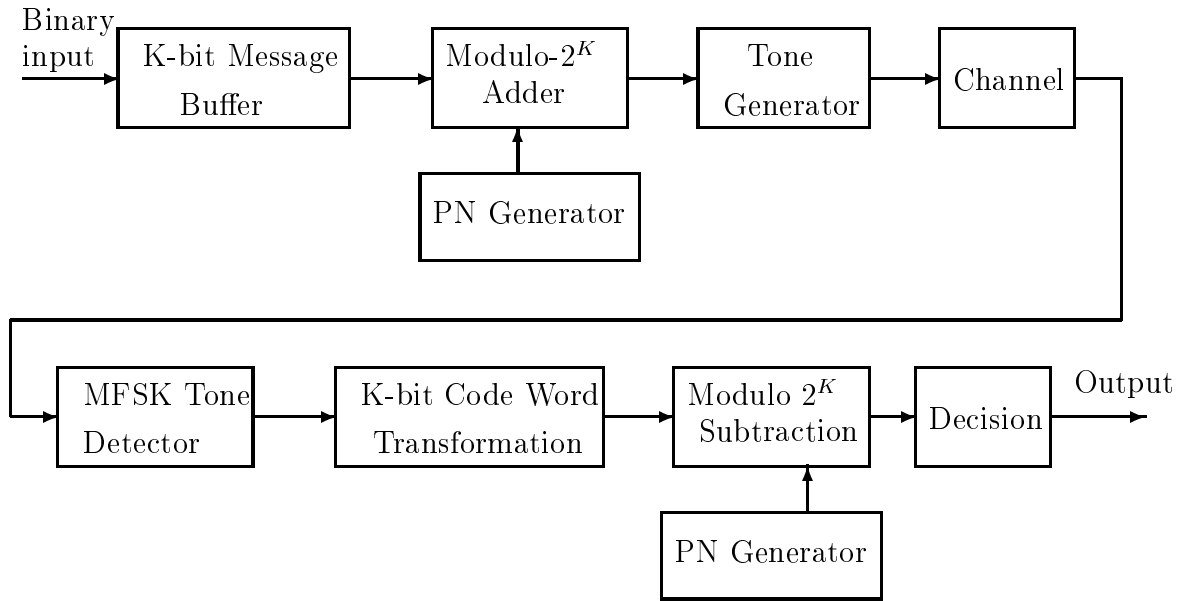 Binary
input
K-bit Message
Buffer
Modulo-2^K
Adder
Tone
Generator
Channel
PN Generator
MFSK Tone
Detector
K-bit Code Word
Transformation
Modulo 2^K
Subtraction
Decision
Output
PN Generator